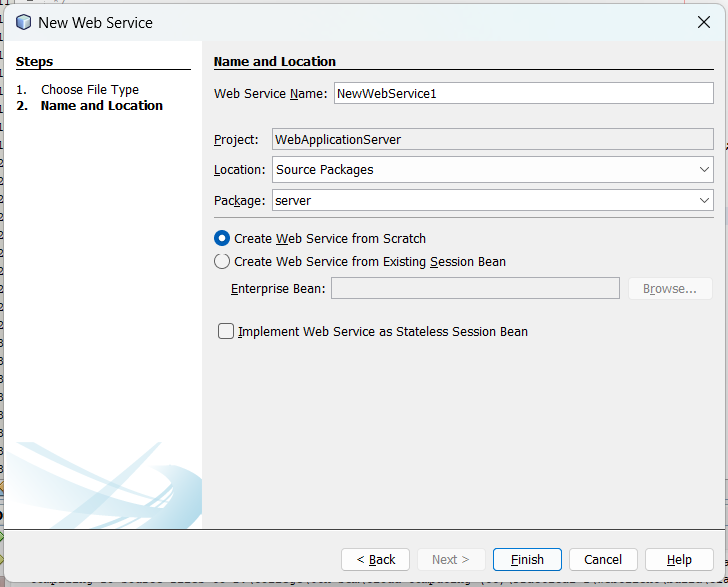 New Web Service
Steps
1. Choose File Type
2. Name and Location
Name and Location
Web Service Name: NewWebService1
Project: WebApplicationServer
Location: Source Packages
Package: server
Create Web Service from Scratch
Create Web Service from Existing Session Bean
Enterprise Bean: Browse...
Implement Web Service as Stateless Session Bean
< Back Next > Finish Cancel Help